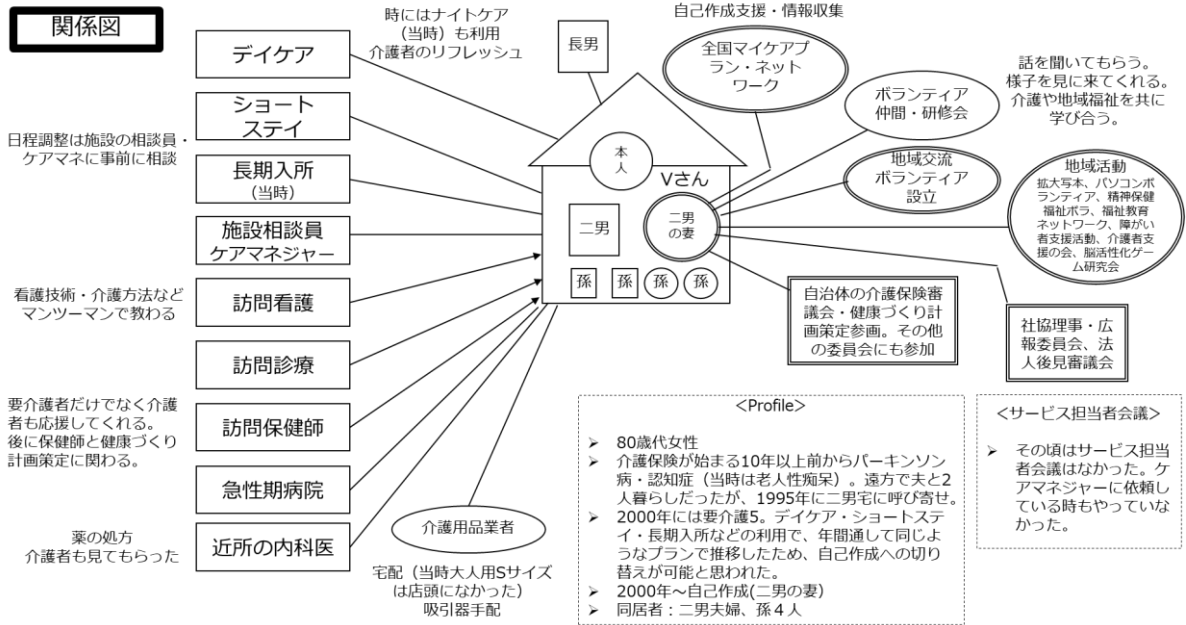 関係図
時にはナイトケア
（当時）も利用
介護者のリフレッシュ
デイケア
ショート
ステイ
日程調整は施設の相談員・
ケアマネに事前に相談
長期入所
（当時）
施設相談員
ケアマネジャー
看護技術・介護方法など
マンツーマンで教わる
訪問看護
訪問診療
要介護者だけでなく介護
者も応援してくれる。
後に保健師と健康づくり
計画策定に関わる。
訪問保健師
急性期病院
薬の処方
介護者も見てもらった
近所の内科医
長男
本
人
Vさん
二男
二男
の妻
孫
孫
孫
孫
自己作成支援・情報収集
全国マイケアプ
ラン・ネット
ワーク
ボランティア
仲間・研修会
話を聞いてもらう。
様子を見に来てくれる。
介護や地域福祉を共に
学び合う。
地域交流
ボランティア
設立
地域活動
拡大写本、パソコンボ
ランティア、精神保健
福祉ボラ、福祉教育
ネットワーク、障がい
者支援活動、介護者支
援の会、脳活性化ゲー
ム研究会
自治体の介護保険審
議会・健康づくり計
画策定参画。その他
の委員会にも参加
社協理事・広
報委員会、法
人後見審議会
介護用品業者
宅配（当時大人用Sサイズ
は店頭になかった）
吸引器手配
＜Profile＞
➢ 80歳代女性
➢ 介護保険が始まる10年以上前からパーキンソン
病・認知症（当時は老人性痴呆）。遠方で夫と2
人暮らしだったが、1995年に二男宅に呼び寄せ。
➢ 2000年には要介護5。デイケア・ショートステ
イ・長期入所などの利用で、年間通して同じよ
うなプランで推移したため、自己作成への切り
替えが可能と思われた。
➢ 2000年～自己作成(二男の妻）
➢ 同居者：二男夫婦、孫４人
＜サービス担当者会議＞
➢ その頃はサービス担当
者会議はなかった。ケ
アマネジャーに依頼し
ている時もやっていな
かった。